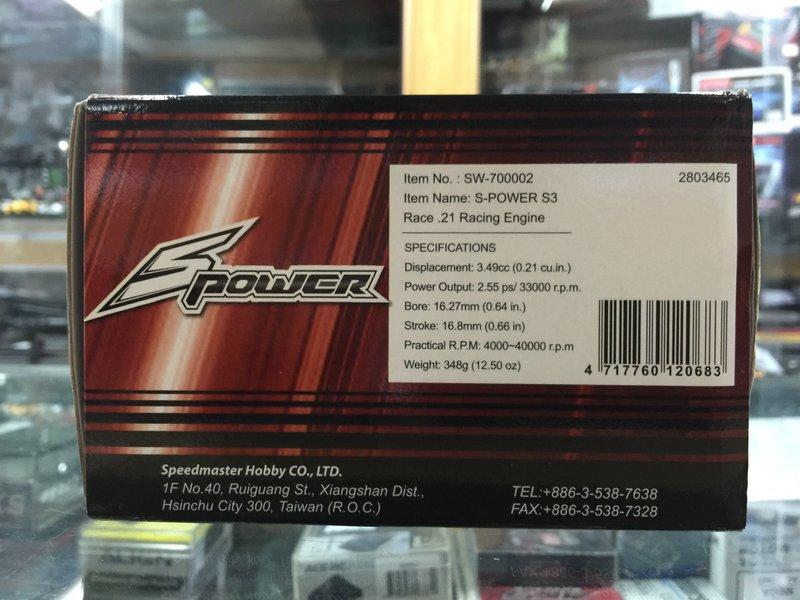 Item No. : SW-700002 2803465
Item Name: S-POWER S3
Race .21 Racing Engine
SPECIFICATIONS
Displacement: 3.49cc (0.21 cu.in.)
Power Output: 2.55 ps/ 33000 r.p.m.
Bore: 16.27mm (0.64 in.)
Stroke: 16.8mm (0.66 in)
Practical R.P.M: 4000~40000 r.p.m
Weight: 348g (12.50 oz)
4 717760 120683
SPOWER
Speedmaster Hobby CO., LTD.
1F No.40, Ruiguang St., Xiangshan Dist.,
Hsinchu City 300, Taiwan (R.O.C.)
TEL:+886-3-538-7638
FAX:+886-3-538-7328